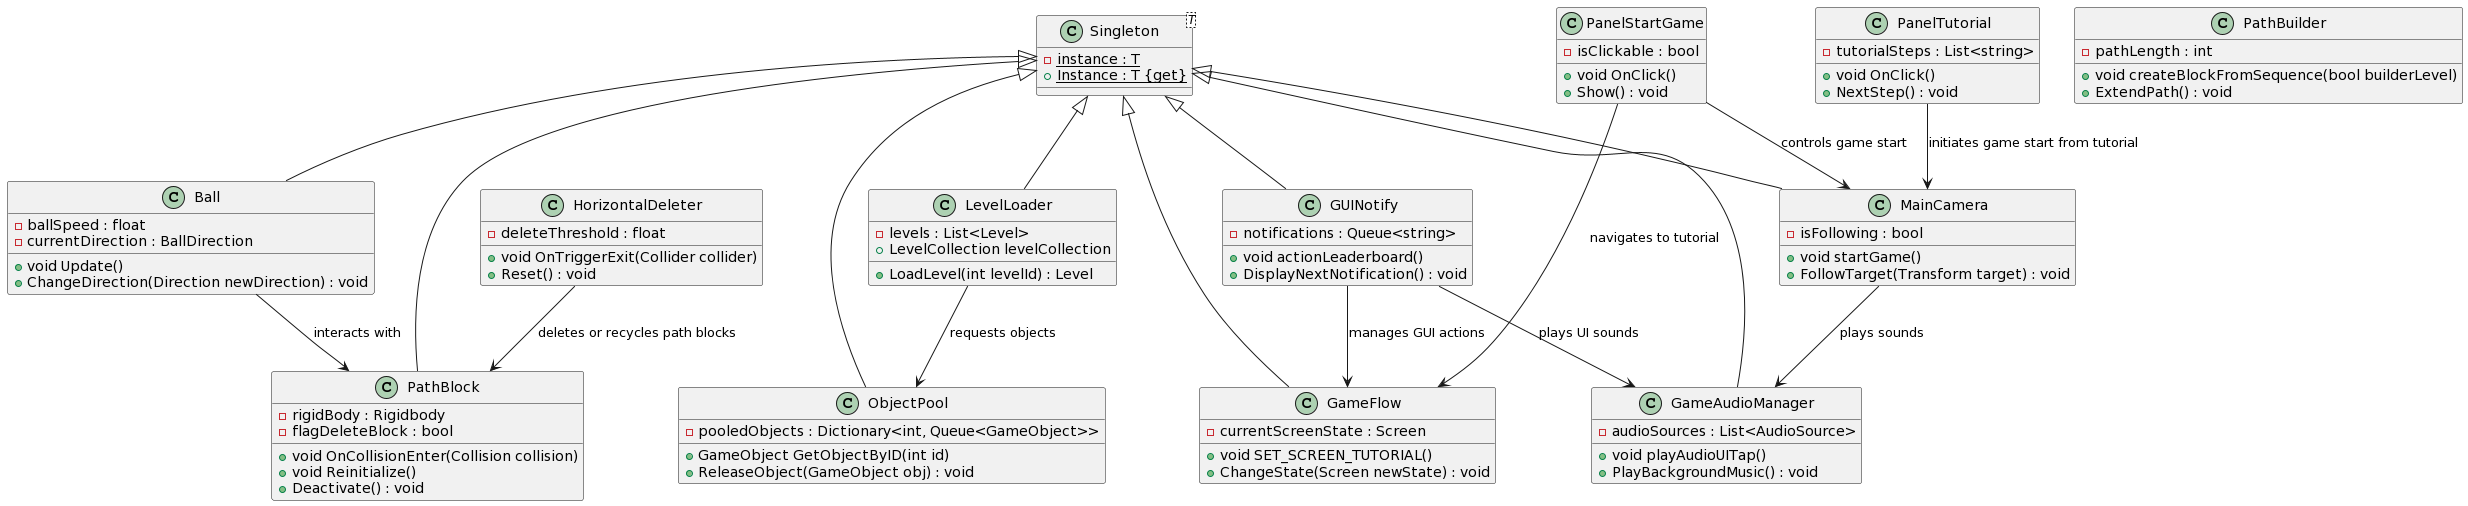 C Singleton
T
instance : T
Instance : T {get}
C PanelStartGame
isClickable : bool
void OnClick()
Show() : void
C PanelTutorial
tutorialSteps : List<string>
void OnClick()
NextStep() : void
C PathBuilder
pathLength : int
void createBlockFromSequence(bool builderLevel)
ExtendPath() : void
controls game start
initiates game start from tutorial
C Ball
ballSpeed : float
currentDirection : BallDirection
void Update()
ChangeDirection(Direction newDirection) : void
C HorizontalDeleter
deleteThreshold : float
void OnTriggerExit(Collider collider)
Reset() : void
C LevelLoader
levels : List<Level>
LevelCollection levelCollection
LoadLevel(int levelId) : Level
C GUINotify
notifications : Queue<string>
void actionLeaderboard()
DisplayNextNotification() : void
navigates to tutorial
C MainCamera
isFollowing : bool
void startGame()
FollowTarget(Transform target) : void
interacts with
deletes or recycles path blocks
requests objects
manages GUI actions
plays UI sounds
plays sounds
C PathBlock
rigidBody : Rigidbody
flagDeleteBlock : bool
void OnCollisionEnter(Collision collision)
void Reinitialize()
Deactivate() : void
C ObjectPool
pooledObjects : Dictionary<int, Queue<GameObject>>
GameObject GetObjectByID(int id)
ReleaseObject(GameObject obj) : void
C GameFlow
currentScreenState : Screen
void SET_SCREEN_TUTORIAL()
ChangeState(Screen newState) : void
C GameAudioManager
audioSources : List<AudioSource>
void playAudioUITap()
PlayBackgroundMusic() : void